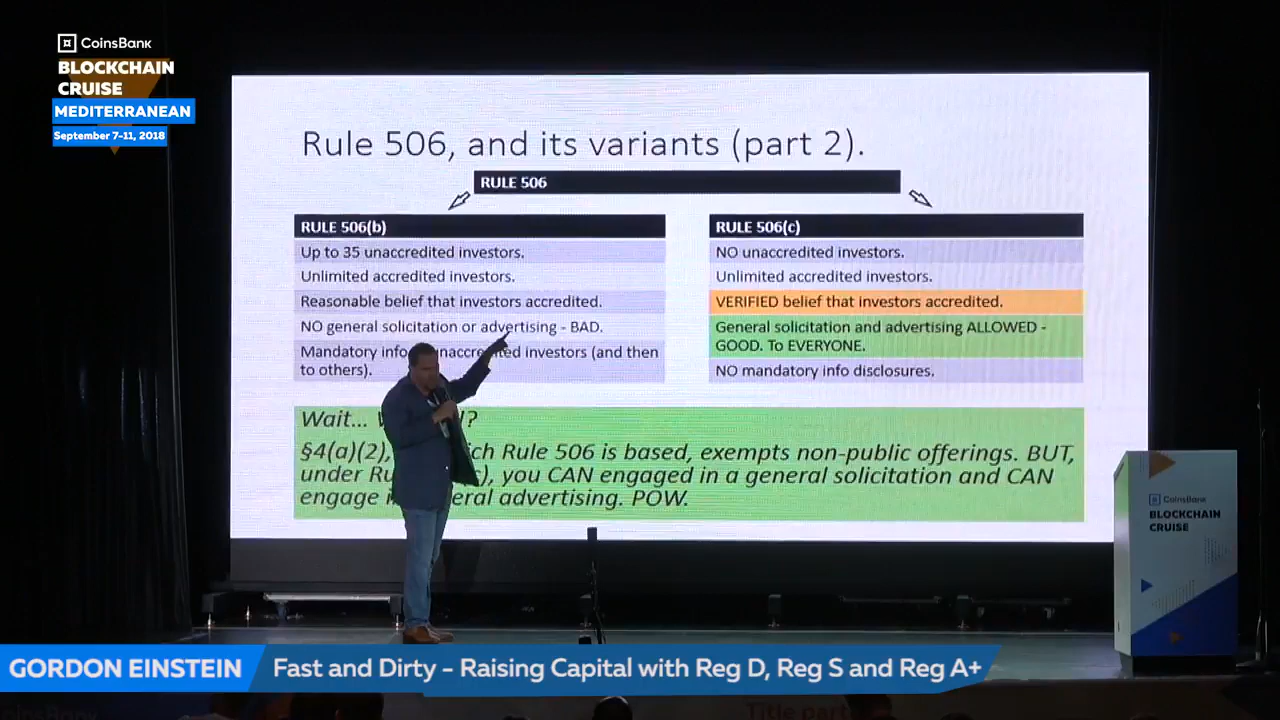 CoinsBank
BLOCKCHAIN
CRUISE
MEDITERRANEAN
September 7-11, 2018
Rule 506, and its variants (part 2).
RULE 506
RULE 506(b)
Up to 35 unaccredited investors.
Unlimited accredited investors.
Reasonable belief that investors accredited.
NO general solicitation or advertising - BAD.
Mandatory info unaccredited investors (and then
to others).
RULE 506(c)
NO unaccredited investors.
Unlimited accredited investors.
VERIFIED belief that investors accredited.
General solicitation and advertising ALLOWED -
GOOD. To EVERYONE.
NO mandatory info disclosures.
Wait... ?
§4(a)(2), Rule 506 is based, exempts non-public offerings. BUT,
under you CAN engaged in a general solicitation and CAN
engage advertising. POW.
CoinsBank
BLOCKCHAIN
CRUISE
GORDON EINSTEIN
Fast and Dirty - Raising Capital with Reg D, Reg S and Reg A+